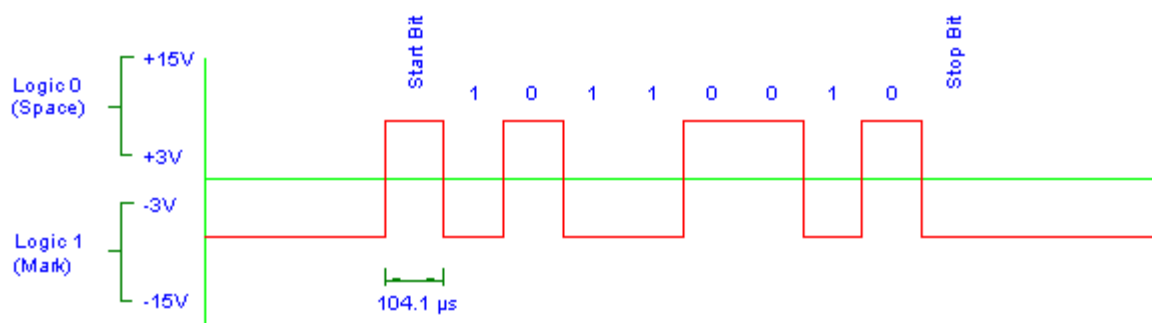 Start Bit
Stop Bit
+15V
Logic 0
(Space)
1 0 1 1 0 0 1 0
+3V
-3V
Logic 1
(Mark)
-15V
104.1 µs